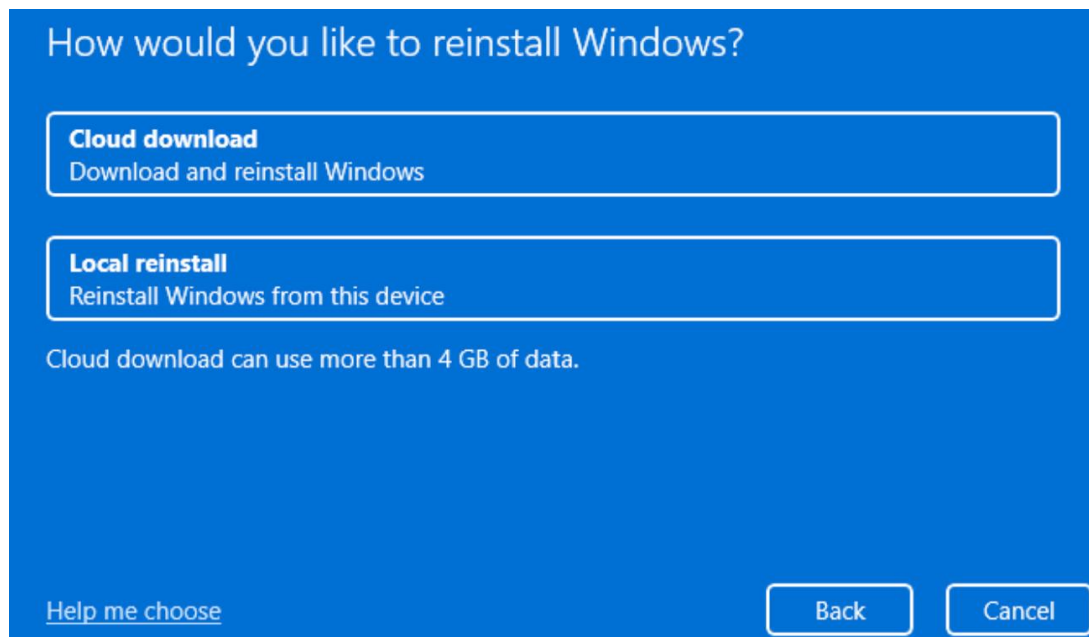 How would you like to reinstall Windows?
Cloud download
Download and reinstall Windows
Local reinstall
Reinstall Windows from this device
Cloud download can use more than 4 GB of data.
Help me choose
Back
Cancel